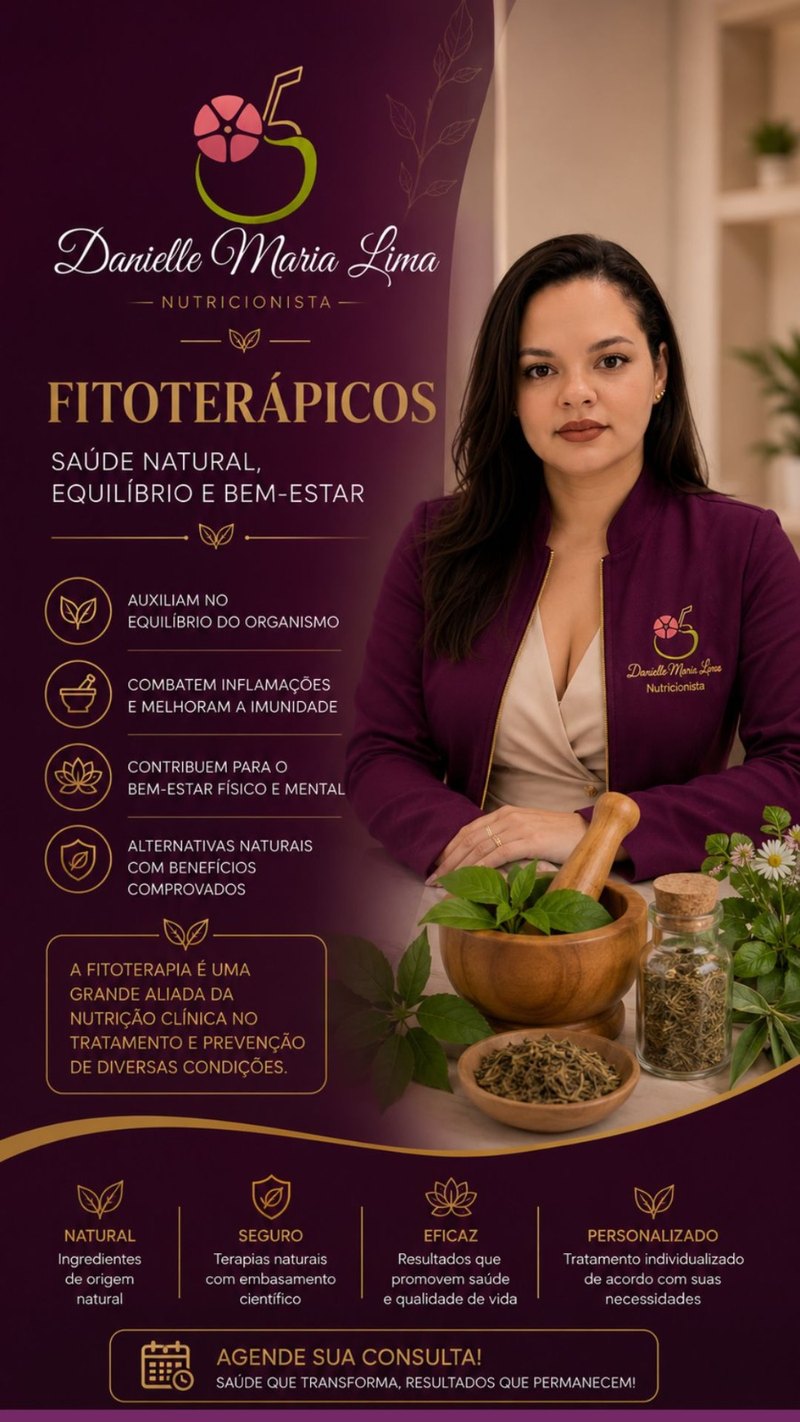 Danielle Maria Lima
NUTRICIONISTA
FITOTERÁPICOS
SAÚDE NATURAL,
EQUILÍBRIO E BEM-ESTAR
AUXILIAM NO
EQUILÍBRIO DO ORGANISMO
COMBATEM INFLAMAÇÕES
E MELHORAM A IMUNIDADE
CONTRIBUEM PARA O
BEM-ESTAR FÍSICO E MENTAL
ALTERNATIVAS NATURAIS
COM BENEFÍCIOS
COMPROVADOS
Danielle Maria Lima
Nutricionista
A FITOTERAPIA É UMA
GRANDE ALIADA DA
NUTRIÇÃO CLÍNICA NO
TRATAMENTO E PREVENÇÃO
DE DIVERSAS CONDIÇÕES.
NATURAL
Ingredientes
de origem
natural
SEGURO
Terapias naturais
com embasamento
científico
EFICAZ
Resultados que
promovem saúde
e qualidade de vida
PERSONALIZADO
Tratamento individualizado
de acordo com suas
necessidades
AGENDE SUA CONSULTA!
SAÚDE QUE TRANSFORMA, RESULTADOS QUE PERMANECEM!